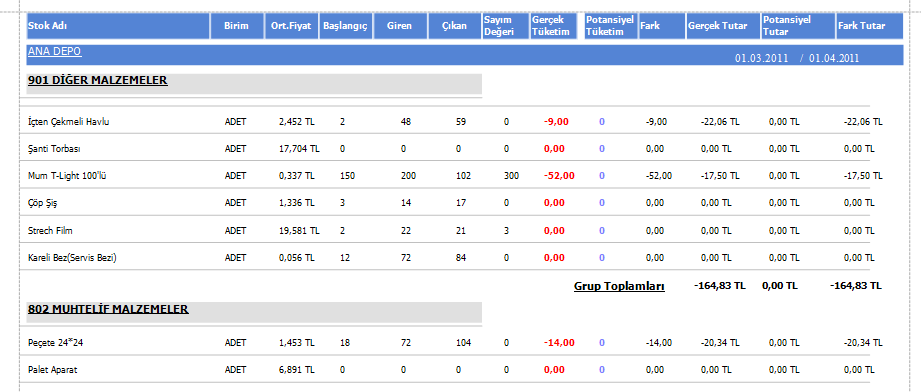 Stok Adı Birim Ort.Fiyat Başlangıç Giren Çıkan Sayım Değeri Gerçek Tüketim Potansiyel Tüketim Fark Gerçek Tutar Potansiyel Tutar Fark Tutar
ANA DEPO
01.03.2011 / 01.04.2011
901 DİĞER MALZEMELER
İçten Çekmeli Havlu ADET 2,452 TL 2 48 59 0 -9,00 0 -9,00 -22,06 TL 0,00 TL -22,06 TL
Şanti Torbası ADET 17,704 TL 0 0 0 0 0,00 0 0,00 0,00 TL 0,00 TL 0,00 TL
Mum T-Light 100'lü ADET 0,337 TL 150 200 102 300 -52,00 0 -52,00 -17,50 TL 0,00 TL -17,50 TL
Çöp Şiş ADET 1,336 TL 3 14 17 0 0,00 0 0,00 0,00 TL 0,00 TL 0,00 TL
Strech Film ADET 19,581 TL 2 22 21 3 0,00 0 0,00 0,00 TL 0,00 TL 0,00 TL
Kareli Bez(Servis Bezi) ADET 0,056 TL 12 72 84 0 0,00 0 0,00 0,00 TL 0,00 TL 0,00 TL
Grup Toplamları -164,83 TL 0,00 TL -164,83 TL
802 MUHTELİF MALZEMELER
Peçete 24*24 ADET 1,453 TL 18 72 104 0 -14,00 0 -14,00 -20,34 TL 0,00 TL -20,34 TL
Palet Aparat ADET 6,891 TL 0 0 0 0 0,00 0 0,00 0,00 TL 0,00 TL 0,00 TL